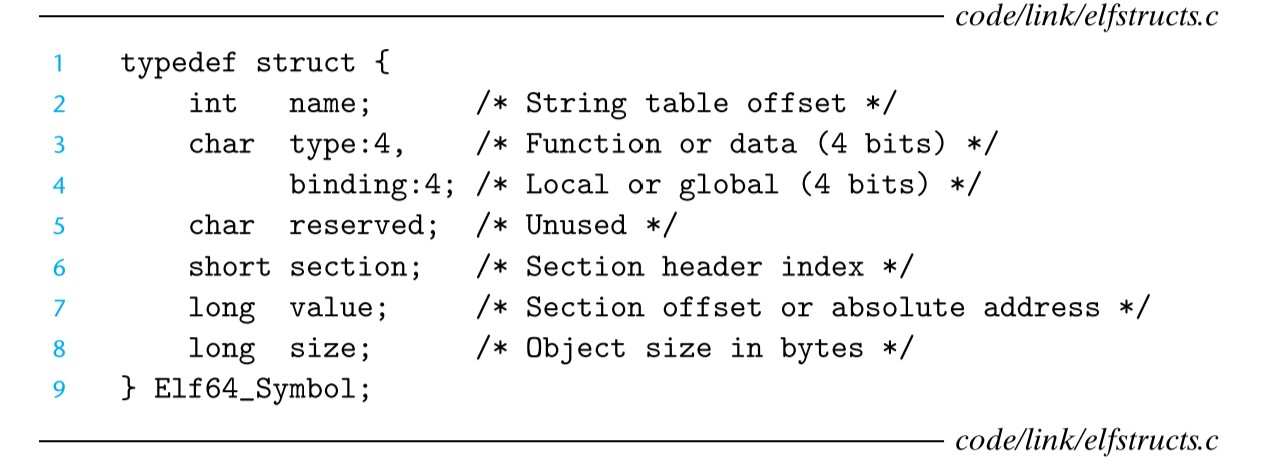 code/link/elfstructs.c
1 typedef struct {
2 int name; /* String table offset */
3 char type:4, /* Function or data (4 bits) */
4 binding:4; /* Local or global (4 bits) */
5 char reserved; /* Unused */
6 short section; /* Section header index */
7 long value; /* Section offset or absolute address */
8 long size; /* Object size in bytes */
9 } Elf64_Symbol;
code/link/elfstructs.c